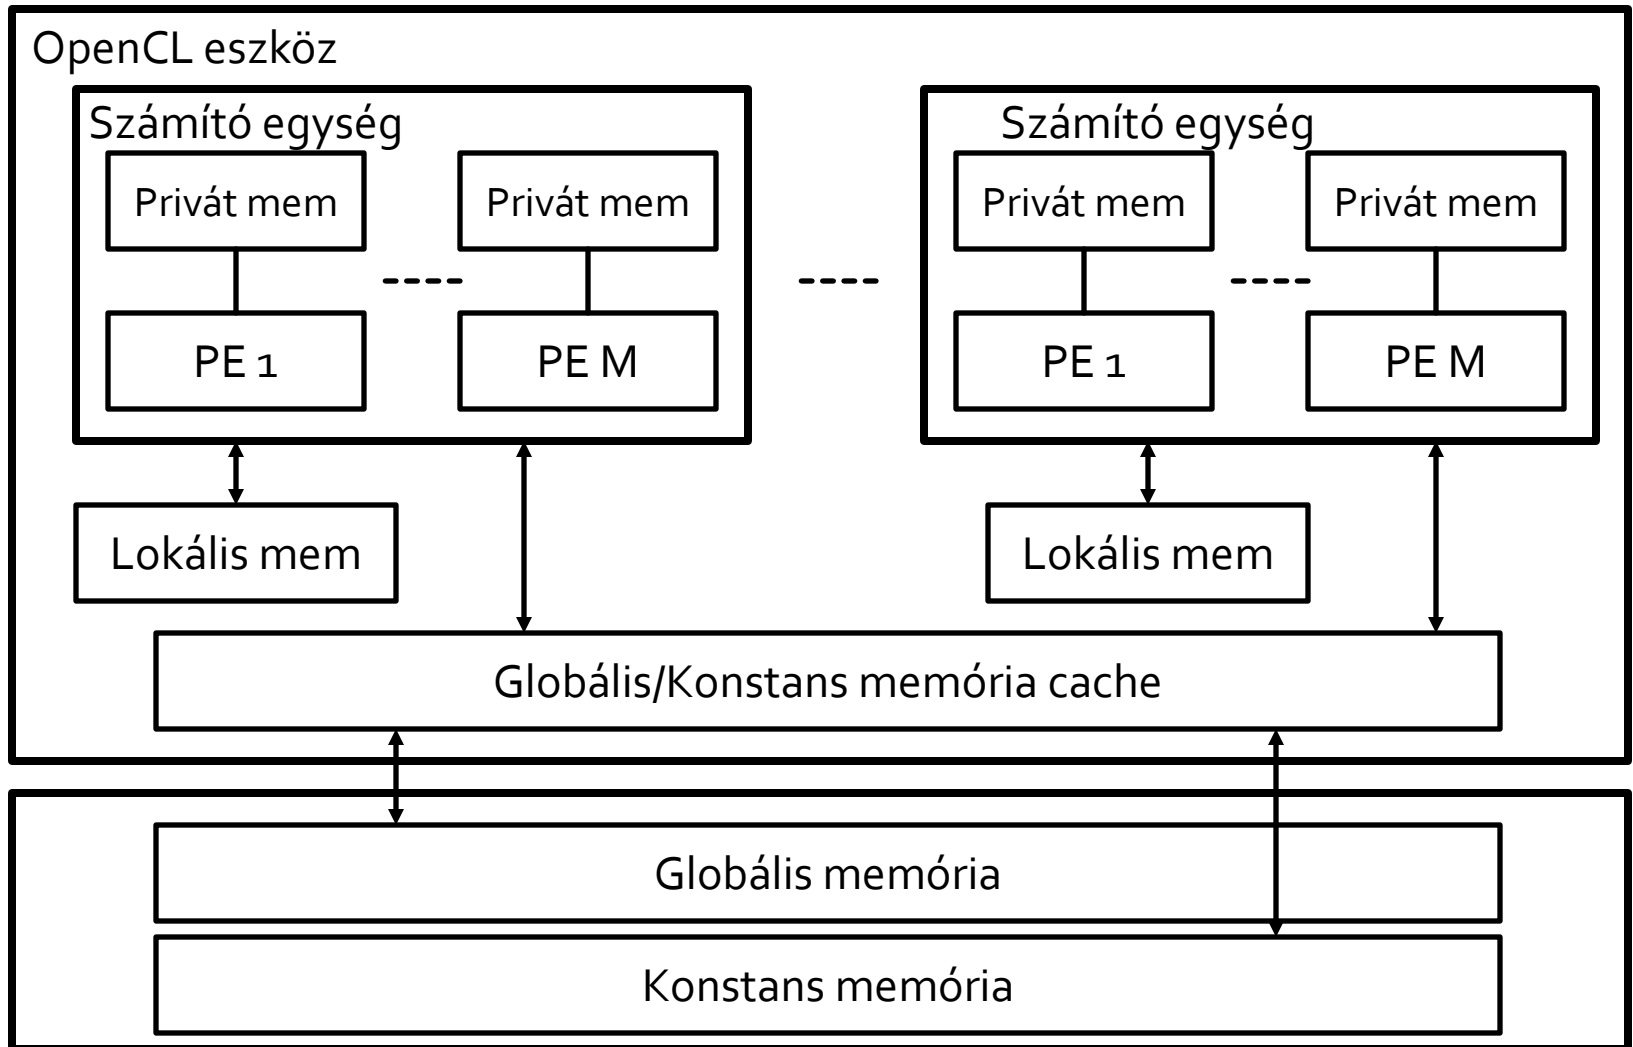 OpenCL eszköz
Számító egység
Számító egység
Privát mem
Privát mem
Privát mem
Privát mem
PE 1
PE M
PE 1
PE M
Lokális mem
Lokális mem
Globális/Konstans memória cache
Globális memória
Konstans memória